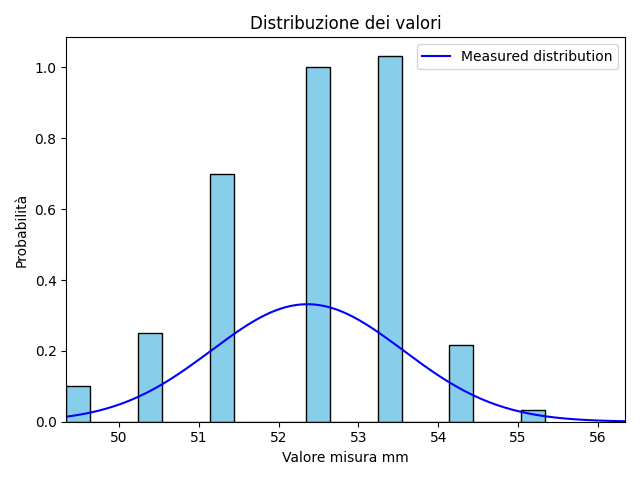 Distribuzione dei valori
Measured distribution
Probabilità
1.0
0.8
0.6
0.4
0.2
0.0
50 51 52 53 54 55 56
Valore misura mm